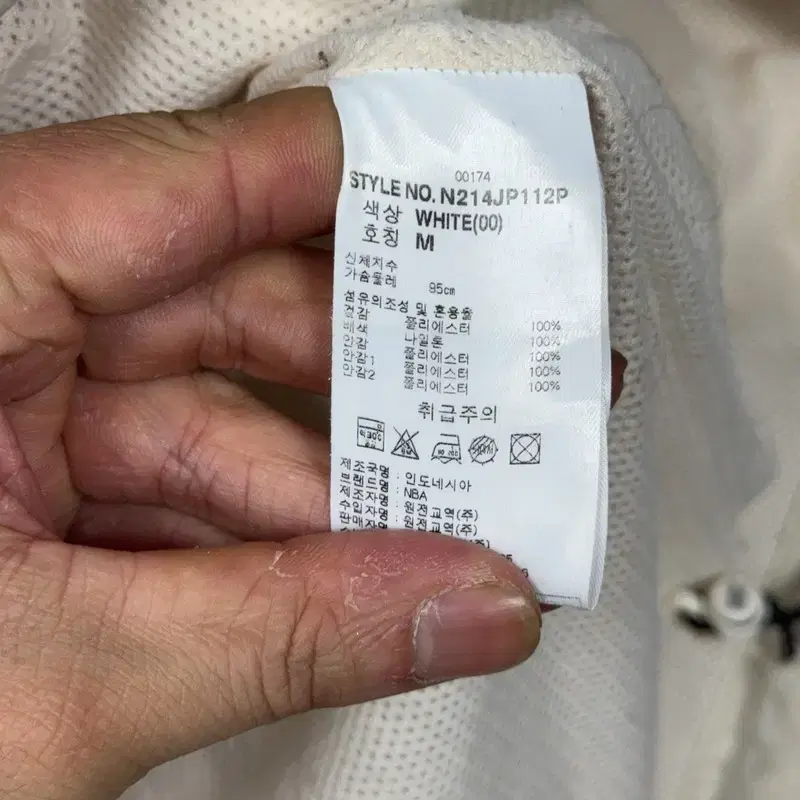 00174
STYLE NO. N214JP112P
색상 WHITE(00)
호칭 M
신체치수
가슴둘레 95cm
섬유의조성 및 혼용율
겉감 폴리에스터 100%
배색 나일론 100%
안감 폴리에스터 100%
안감1 폴리에스터 100%
안감2 폴리에스터 100%
취급주의
제조국명 : 인도네시아
브랜드명 : NBA
제조자명 : 원전교역(주)
수입자명 : 원전교역(주)
판매자